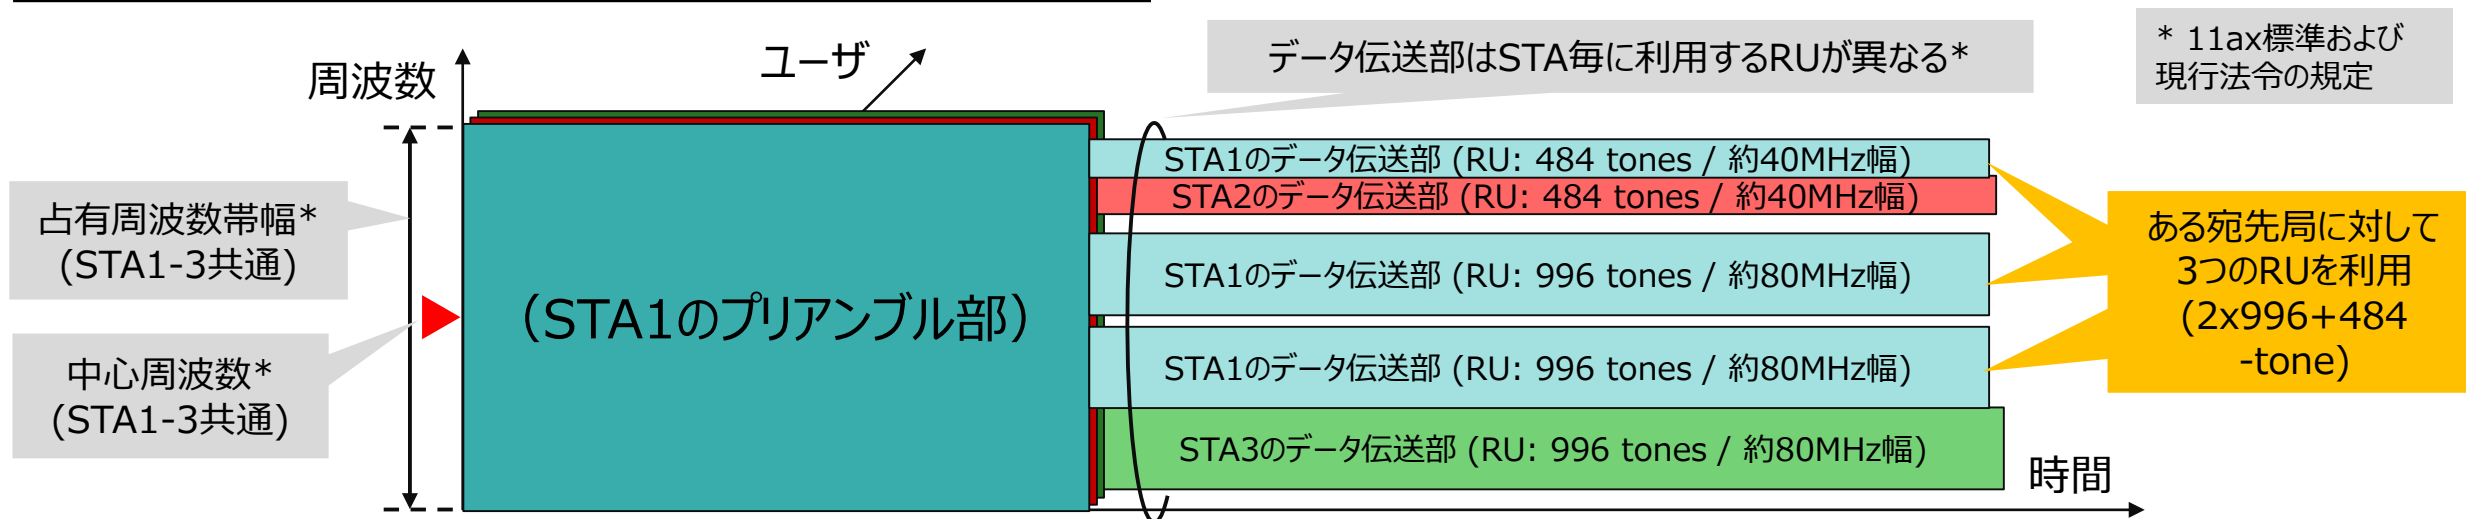 周波数
ユーザ
データ伝送部はSTA毎に利用するRUが異なる*
* 11ax標準および
現行法令の規定
占有周波数帯幅*
(STA1-3共通)
中心周波数*
(STA1-3共通)
（STA1のプリアンブル部）
STA1のデータ伝送部 (RU: 484 tones / 約40MHz幅)
STA2のデータ伝送部 (RU: 484 tones / 約40MHz幅)
STA1のデータ伝送部 (RU: 996 tones / 約80MHz幅)
STA1のデータ伝送部 (RU: 996 tones / 約80MHz幅)
STA3のデータ伝送部 (RU: 996 tones / 約80MHz幅)
ある宛先局に対して
3つのRUを利用
(2x996+484
-tone)
時間